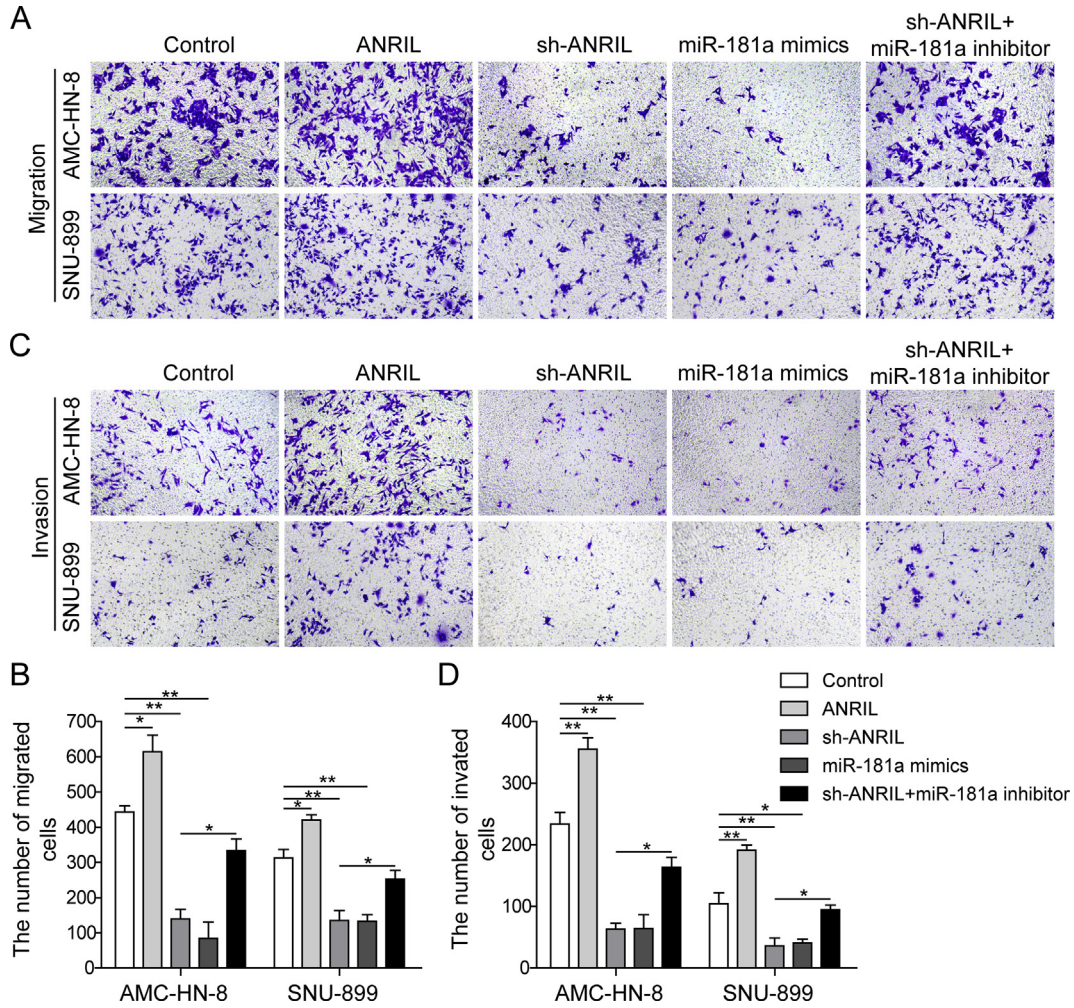 A
Control
ANRIL
sh-ANRIL
miR-181a mimics
sh-ANRIL+
miR-181a inhibitor
Migration
AMC-HN-8
SNU-899
C
Control
ANRIL
sh-ANRIL
miR-181a mimics
sh-ANRIL+
miR-181a inhibitor
Invasion
AMC-HN-8
SNU-899
B
The number of migrated
cells
700
600
500
400
300
200
100
0
**
**
*
*
**
**
*
*
AMC-HN-8
SNU-899
D
The number of invated
cells
400
300
200
100
0
**
**
**
*
*
**
**
*
AMC-HN-8
SNU-899
Control
ANRIL
sh-ANRIL
miR-181a mimics
sh-ANRIL+miR-181a inhibitor